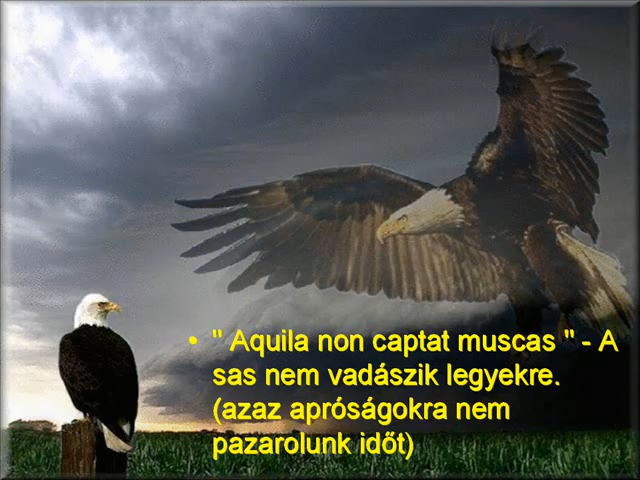 • " Aquila non captat muscas " - A
sas nem vadászik legyekre.
(azaz apróságokra nem
pazarolunk időt)